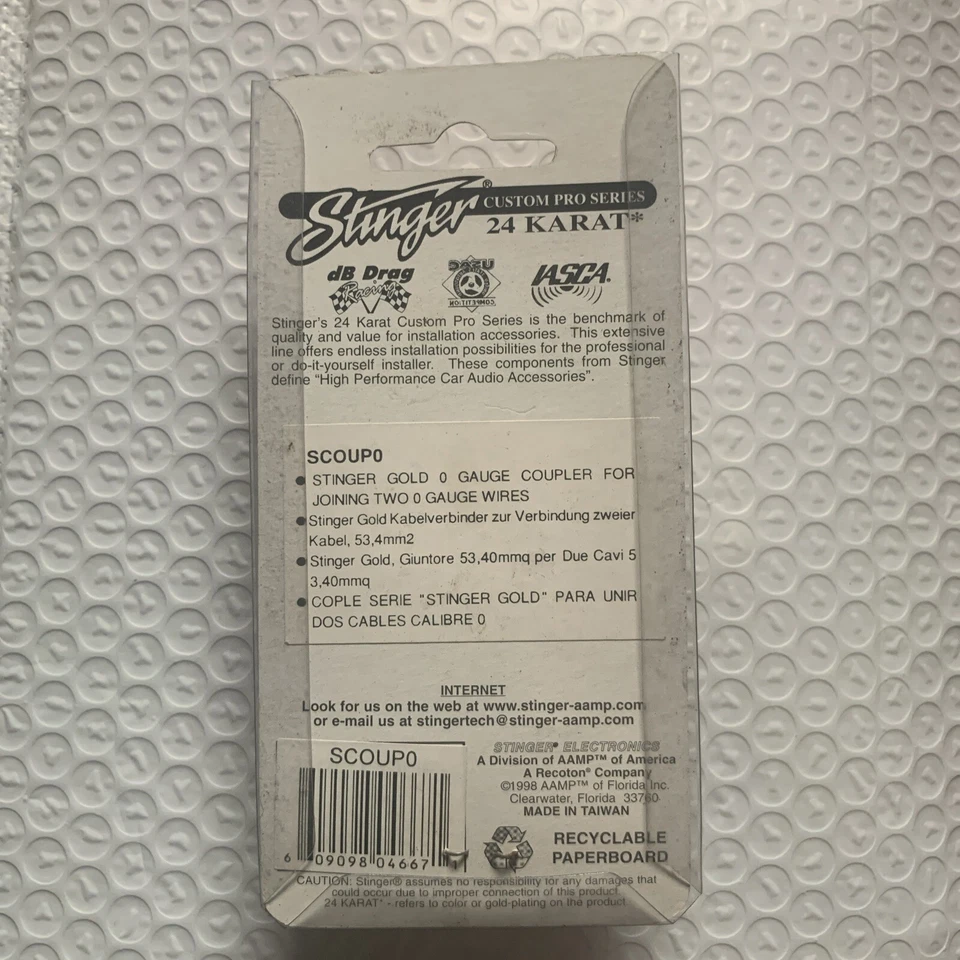 Stinger® CUSTOM PRO SERIES
24 KARAT*
dB Drag Racing
USAC COMPETITION
IASCA®
Stinger's 24 Karat Custom Pro Series is the benchmark of
quality and value for installation accessories. This extensive
line offers endless installation possibilities for the professional
or do-it-yourself installer. These components from Stinger
define "High Performance Car Audio Accessories".
SCOUP0
● STINGER GOLD 0 GAUGE COUPLER FOR
JOINING TWO 0 GAUGE WIRES
● Stinger Gold Kabelverbinder zur Verbindung zweier
Kabel, 53,4mm2
● Stinger Gold, Giuntore 53,40mmq per Due Cavi 5
3,40mmq
● COPLE SERIE "STINGER GOLD" PARA UNIR
DOS CABLES CALIBRE 0
INTERNET
Look for us on the web at www.stinger-aamp.com
or e-mail us at stingertech@stinger-aamp.com
SCOUP0
6 09098 04667 1
STINGER® ELECTRONICS
A Division of AAMP™ of America
A Recoton® Company
©1998 AAMP™ of Florida Inc.
Clearwater, Florida 33760
MADE IN TAIWAN
RECYCLABLE
PAPERBOARD
CAUTION: Stinger® assumes no responsibility for any damages that
could occur due to improper connection of this product.
24 KARAT* - refers to color or gold-plating on the product.